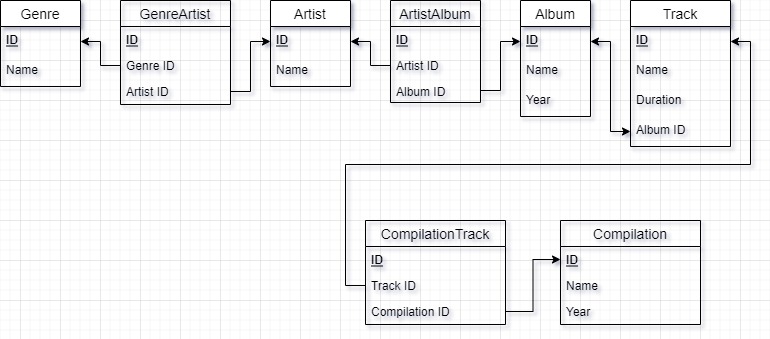 Genre
ID
Name
GenreArtist
ID
Genre ID
Artist ID
Artist
ID
Name
ArtistAlbum
ID
Artist ID
Album ID
Album
ID
Name
Year
Track
ID
Name
Duration
Album ID
CompilationTrack
ID
Track ID
Compilation ID
Compilation
ID
Name
Year